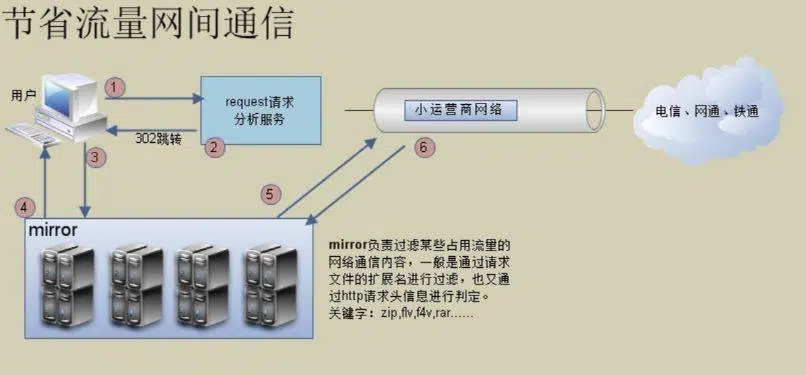 节省流量网间通信
用户
1
request请求
分析服务
302跳转
2
3
小运营商网络
电信、网通、铁通
4
5
6
mirror
mirror负责过滤某些占用流量的
网络通信内容，一般是通过请求
文件的扩展名进行过滤，也又通
过http请求头信息进行判定。
关键字：zip,flv,f4v,rar......